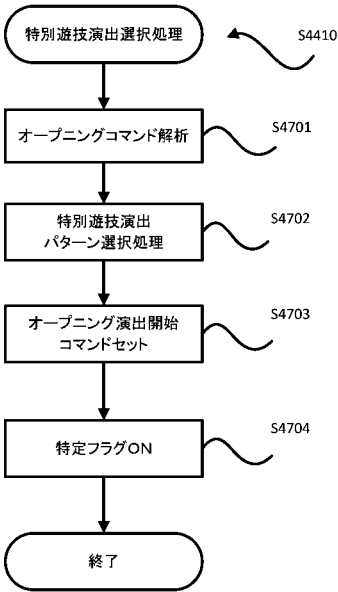 特別遊技演出選択処理
S4410
オープニングコマンド解析
S4701
特別遊技演出
パターン選択処理
S4702
オープニング演出開始
コマンドセット
S4703
特定フラグON
S4704
終了